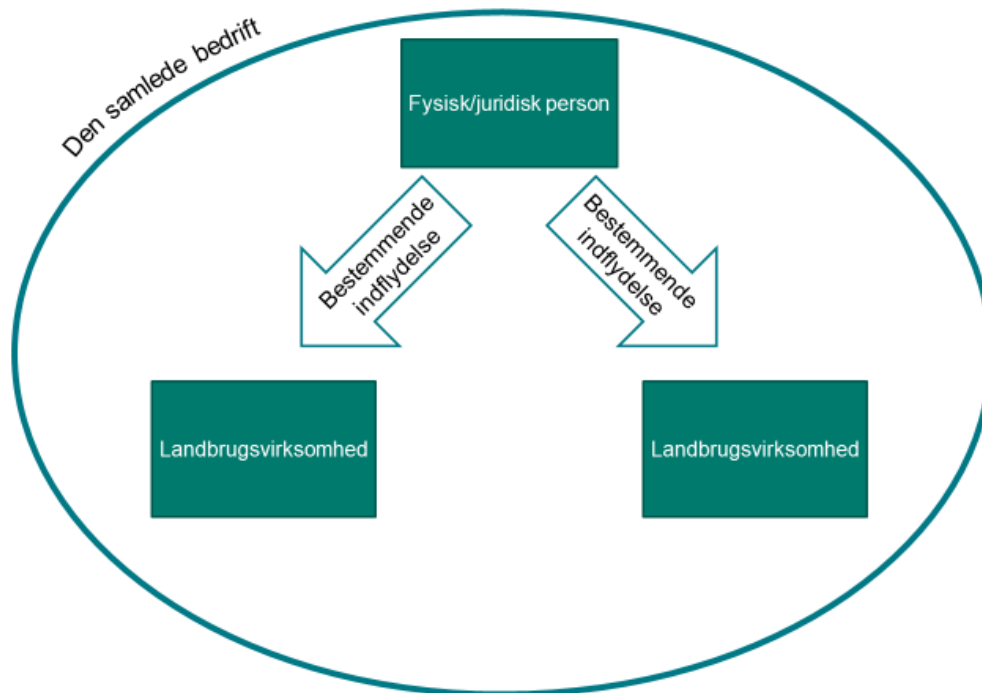 Den samlede bedrift
Fysisk/juridisk person
Bestemmende
indflydelse
Bestemmende
indflydelse
Landbrugsvirksomhed
Landbrugsvirksomhed